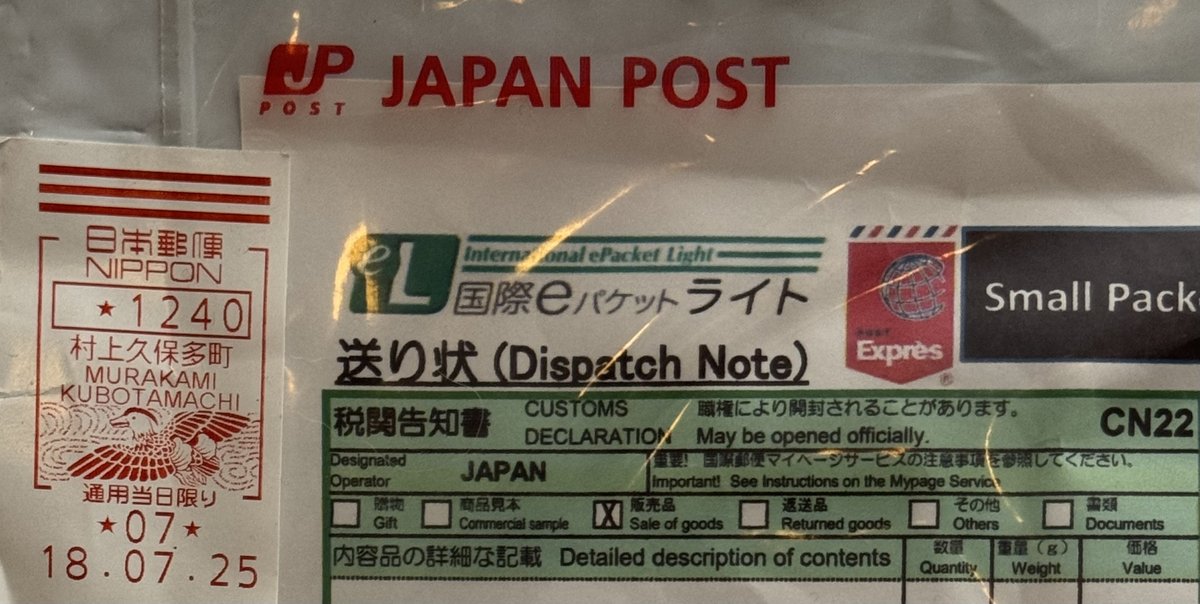 JP POST
JAPAN POST
日本郵便
NIPPON
★1240
村上久保多町
MURAKAMI
KUBOTAMACHI
通用当日限り
★07★
18.07.25
eL International ePacket Light
国際eパケットライト
Exprès
Small Pack
送り状 (Dispatch Note)
税関告知書 CUSTOMS DECLARATION 職権により開封されることがあります。 May be opened officially. CN22
Designated Operator JAPAN
重要! 国際郵便マイページサービスの注意事項を参照してください。
Important! See Instructions on the Mypage Service
贈物 Gift 商品見本 Commercial sample X 販売品 Sale of goods 返送品 Returned goods その他 Others 書類 Documents
内容品の詳細な記載 Detailed description of contents 数量 Quantity 重量(g) Weight 価格 Value